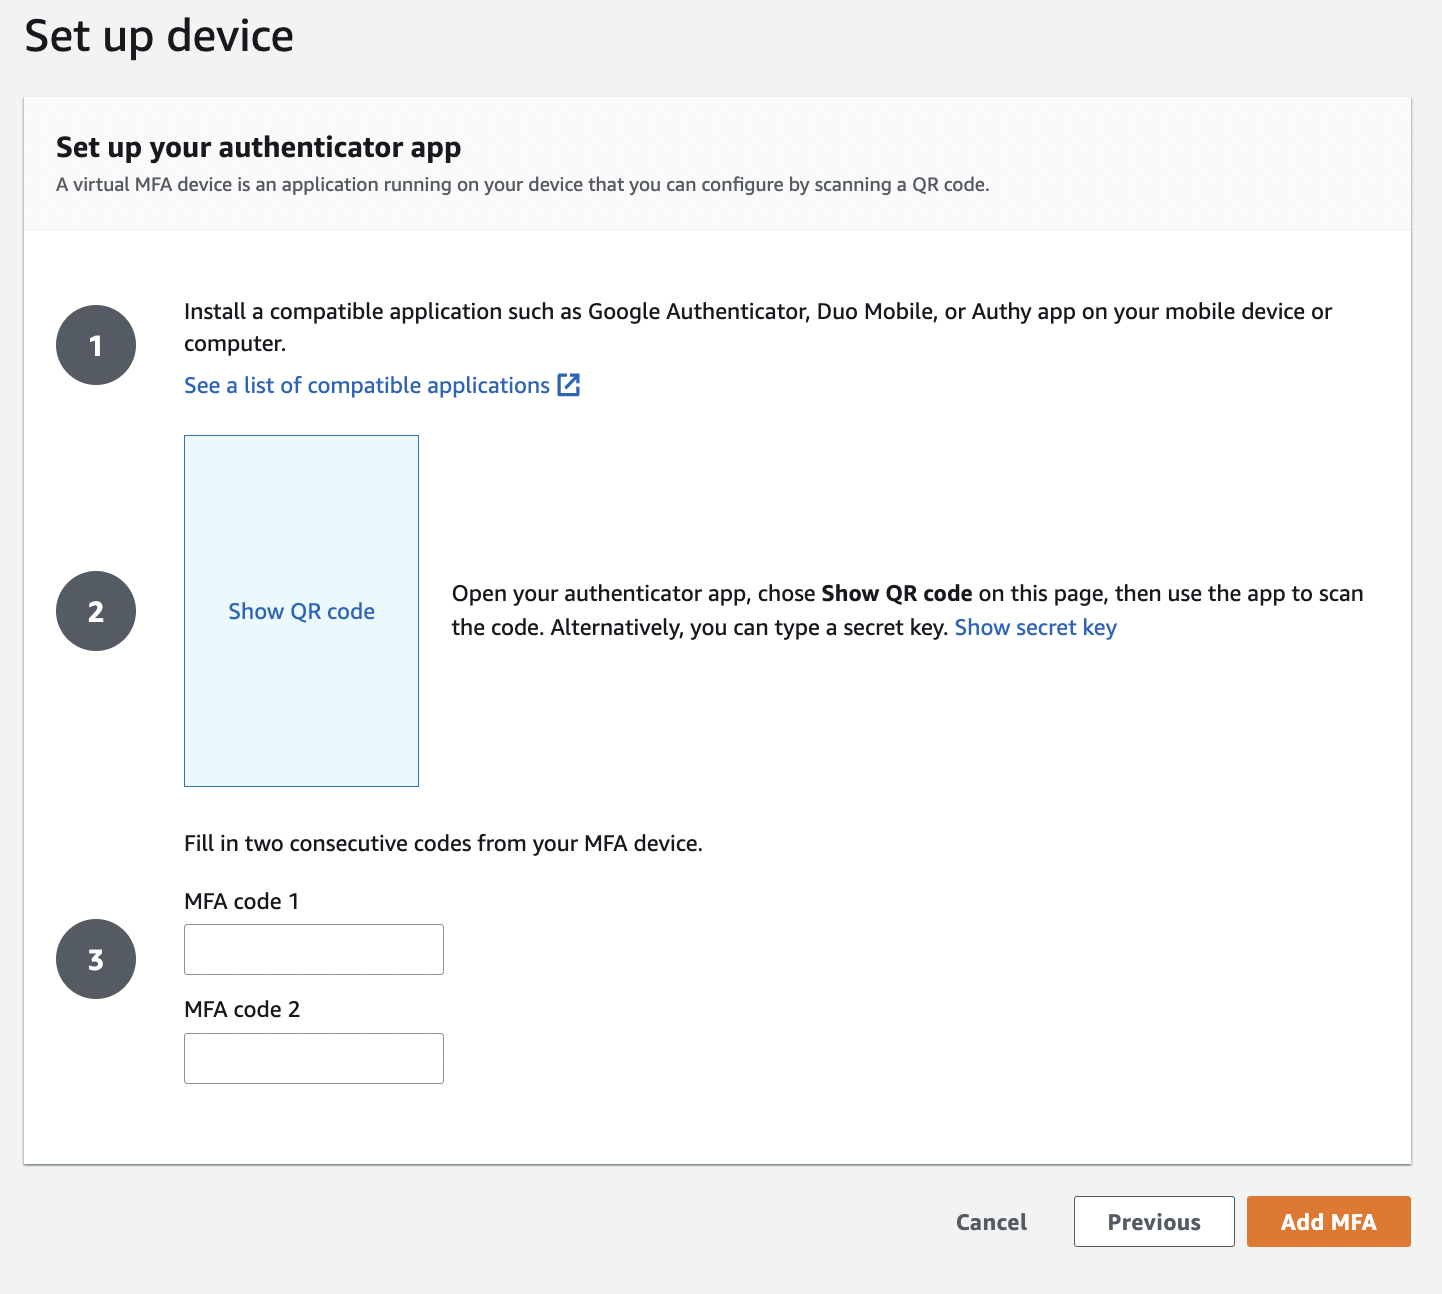 Set up device
Set up your authenticator app
A virtual MFA device is an application running on your device that you can configure by scanning a QR code.
1
Install a compatible application such as Google Authenticator, Duo Mobile, or Authy app on your mobile device or
computer.
See a list of compatible applications
2
Show QR code
Open your authenticator app, chose Show QR code on this page, then use the app to scan
the code. Alternatively, you can type a secret key. Show secret key
3
Fill in two consecutive codes from your MFA device.
MFA code 1
MFA code 2
Cancel
Previous
Add MFA